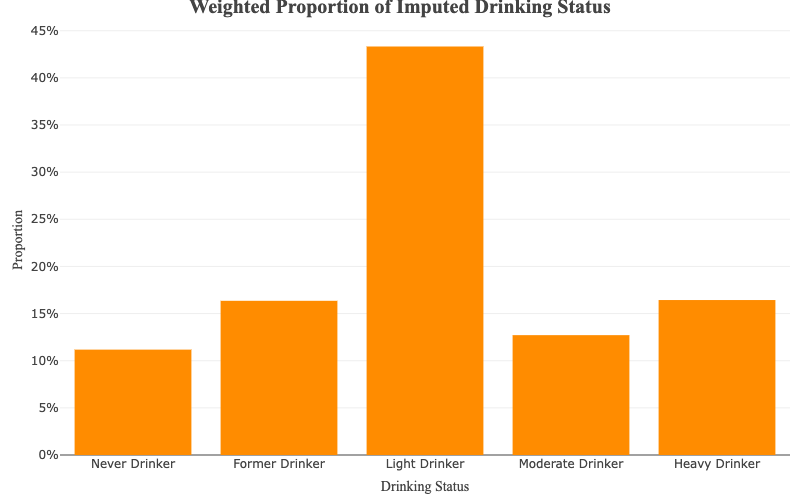 Weighted Proportion of Imputed Drinking Status
45%
40%
35%
30%
25%
20%
15%
10%
5%
0%
Proportion
Never Drinker
Former Drinker
Light Drinker
Moderate Drinker
Heavy Drinker
Drinking Status